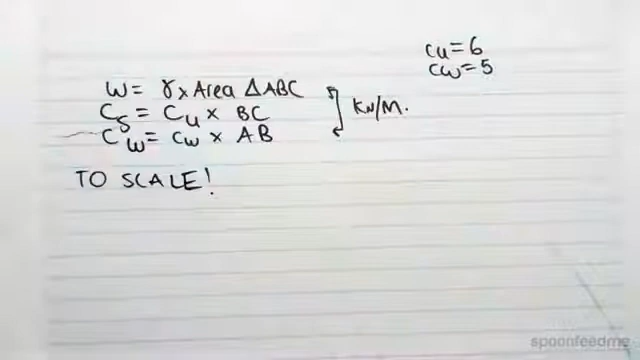 cu = 6
cw = 5
W = γ x Area ΔABC
Cs = Cu x BC
Cw = Cw x AB
KN/M.
TO SCALE!
spoonfeedme